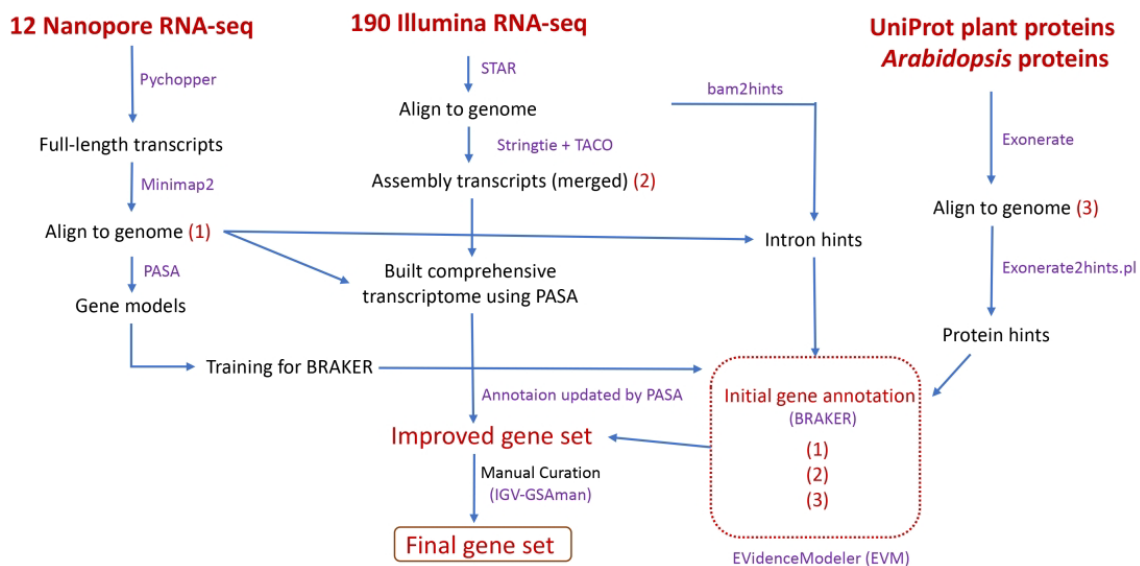 12 Nanopore RNA-seq
190 Illumina RNA-seq
UniProt plant proteins
Arabidopsis proteins
Pychopper
STAR
bam2hints
Align to genome
Full-length transcripts
Stringtie + TACO
Exonerate
Minimap2
Assembly transcripts (merged) (2)
Align to genome (1)
Align to genome (3)
Intron hints
PASA
Built comprehensive
transcriptome using PASA
Exonerate2hints.pl
Gene models
Protein hints
Training for BRAKER
Annotaion updated by PASA
Initial gene annotation
(BRAKER)
(1)
(2)
(3)
Improved gene set
Manual Curation
(IGV-GSAman)
Final gene set
EVidenceModeler (EVM)